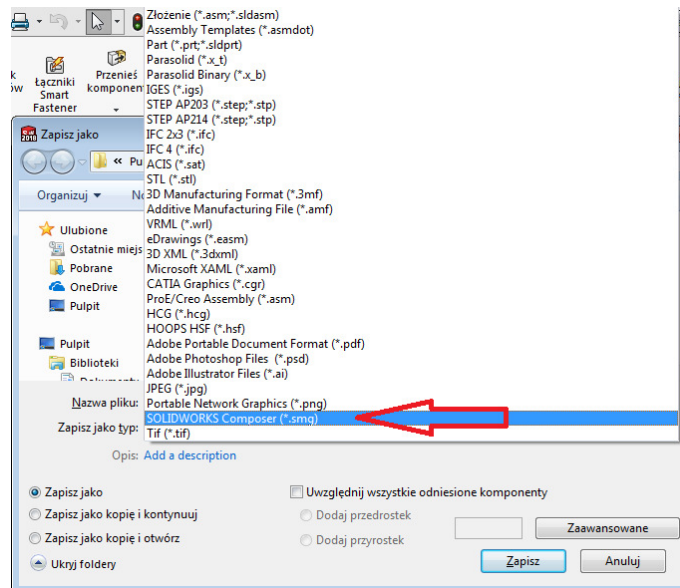 Złożenie (*.asm;*.sldasm)
Assembly Templates (*.asmdot)
Part (*.prt;*.sldprt)
Parasolid (*.x_t)
Parasolid Binary (*.x_b)
IGES (*.igs)
STEP AP203 (*.step;*.stp)
STEP AP214 (*.step;*.stp)
IFC 2x3 (*.ifc)
IFC 4 (*.ifc)
ACIS (*.sat)
STL (*.stl)
3D Manufacturing Format (*.3mf)
Additive Manufacturing File (*.amf)
VRML (*.wrl)
eDrawings (*.easm)
3D XML (*.3dxml)
Microsoft XAML (*.xaml)
CATIA Graphics (*.cgr)
ProE/Creo Assembly (*.asm)
HCG (*.hcg)
HOOPS HSF (*.hsf)
Adobe Portable Document Format (*.pdf)
Adobe Photoshop Files (*.psd)
Adobe Illustrator Files (*.ai)
JPEG (*.jpg)
Portable Network Graphics (*.png)
SOLIDWORKS Composer (*.smg)
Tif (*.tif)
Łączniki
Smart
Fastener
Przenieś
komponen
Zapisz jako
« Pu
Organizuj
Ulubione
Ostatnie miejs
Pobrane
OneDrive
Pulpit
Pulpit
Biblioteki
Nazwa pliku:
Zapisz jako typ:
Opis: Add a description
Zapisz jako
Zapisz jako kopię i kontynuuj
Zapisz jako kopię i otwórz
Uwzględnij wszystkie odniesione komponenty
Dodaj przedrostek
Dodaj przyrostek
Zaawansowane
Ukryj foldery
Zapisz
Anuluj